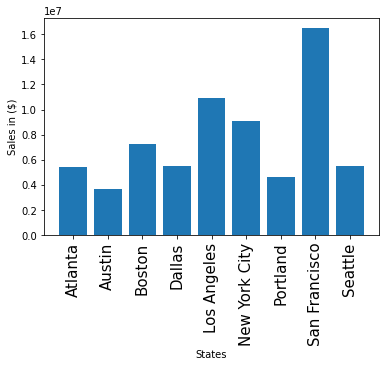 1e7
1.6
1.4
1.2
1.0
0.8
0.6
0.4
0.2
0.0
Sales in ($)
Atlanta
Austin
Boston
Dallas
Los Angeles
New York City
Portland
San Francisco
Seattle
States